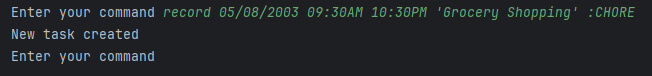 Enter your command record 05/08/2003 09:30AM 10:30PM 'Grocery Shopping' :CHORE
New task created
Enter your command